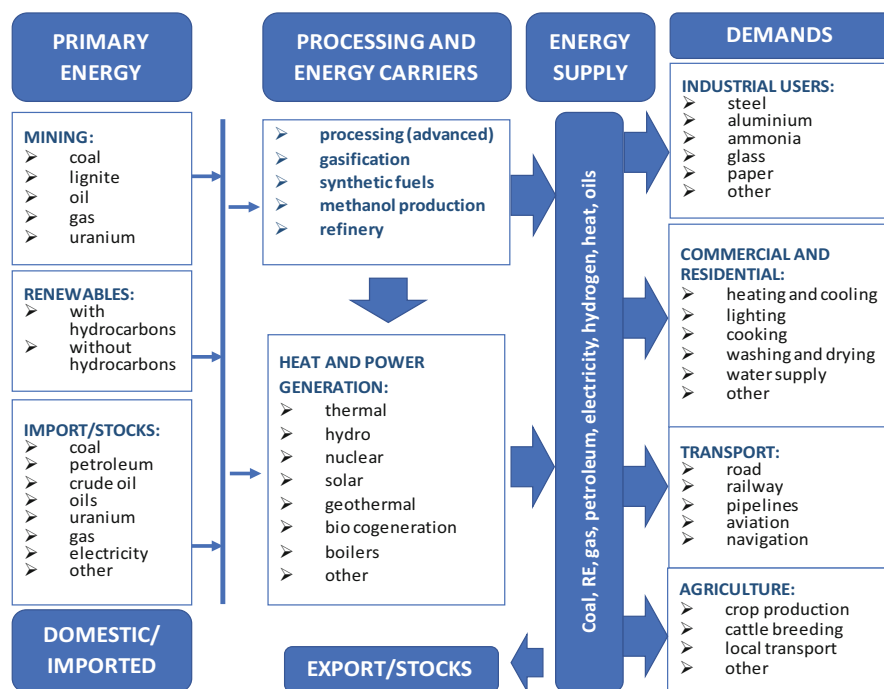 PRIMARY
ENERGY
MINING:
coal
lignite
oil
gas
uranium
RENEWABLES:
with
hydrocarbons
without
hydrocarbons
IMPORT/STOCKS:
coal
petroleum
crude oil
oils
uranium
gas
electricity
other
DOMESTIC/
IMPORTED
PROCESSING AND
ENERGY CARRIERS
processing (advanced)
gasification
synthetic fuels
methanol production
refinery
HEAT AND POWER
GENERATION:
thermal
hydro
nuclear
solar
geothermal
bio cogeneration
boilers
other
EXPORT/STOCKS
ENERGY
SUPPLY
Coal, RE, gas, petroleum, electricity, hydrogen, heat, oils
DEMANDS
INDUSTRIAL USERS:
steel
aluminium
ammonia
glass
paper
other
COMMERCIAL AND
RESIDENTIAL:
heating and cooling
lighting
cooking
washing and drying
water supply
other
TRANSPORT:
road
railway
pipelines
aviation
navigation
AGRICULTURE:
crop production
cattle breeding
local transport
other